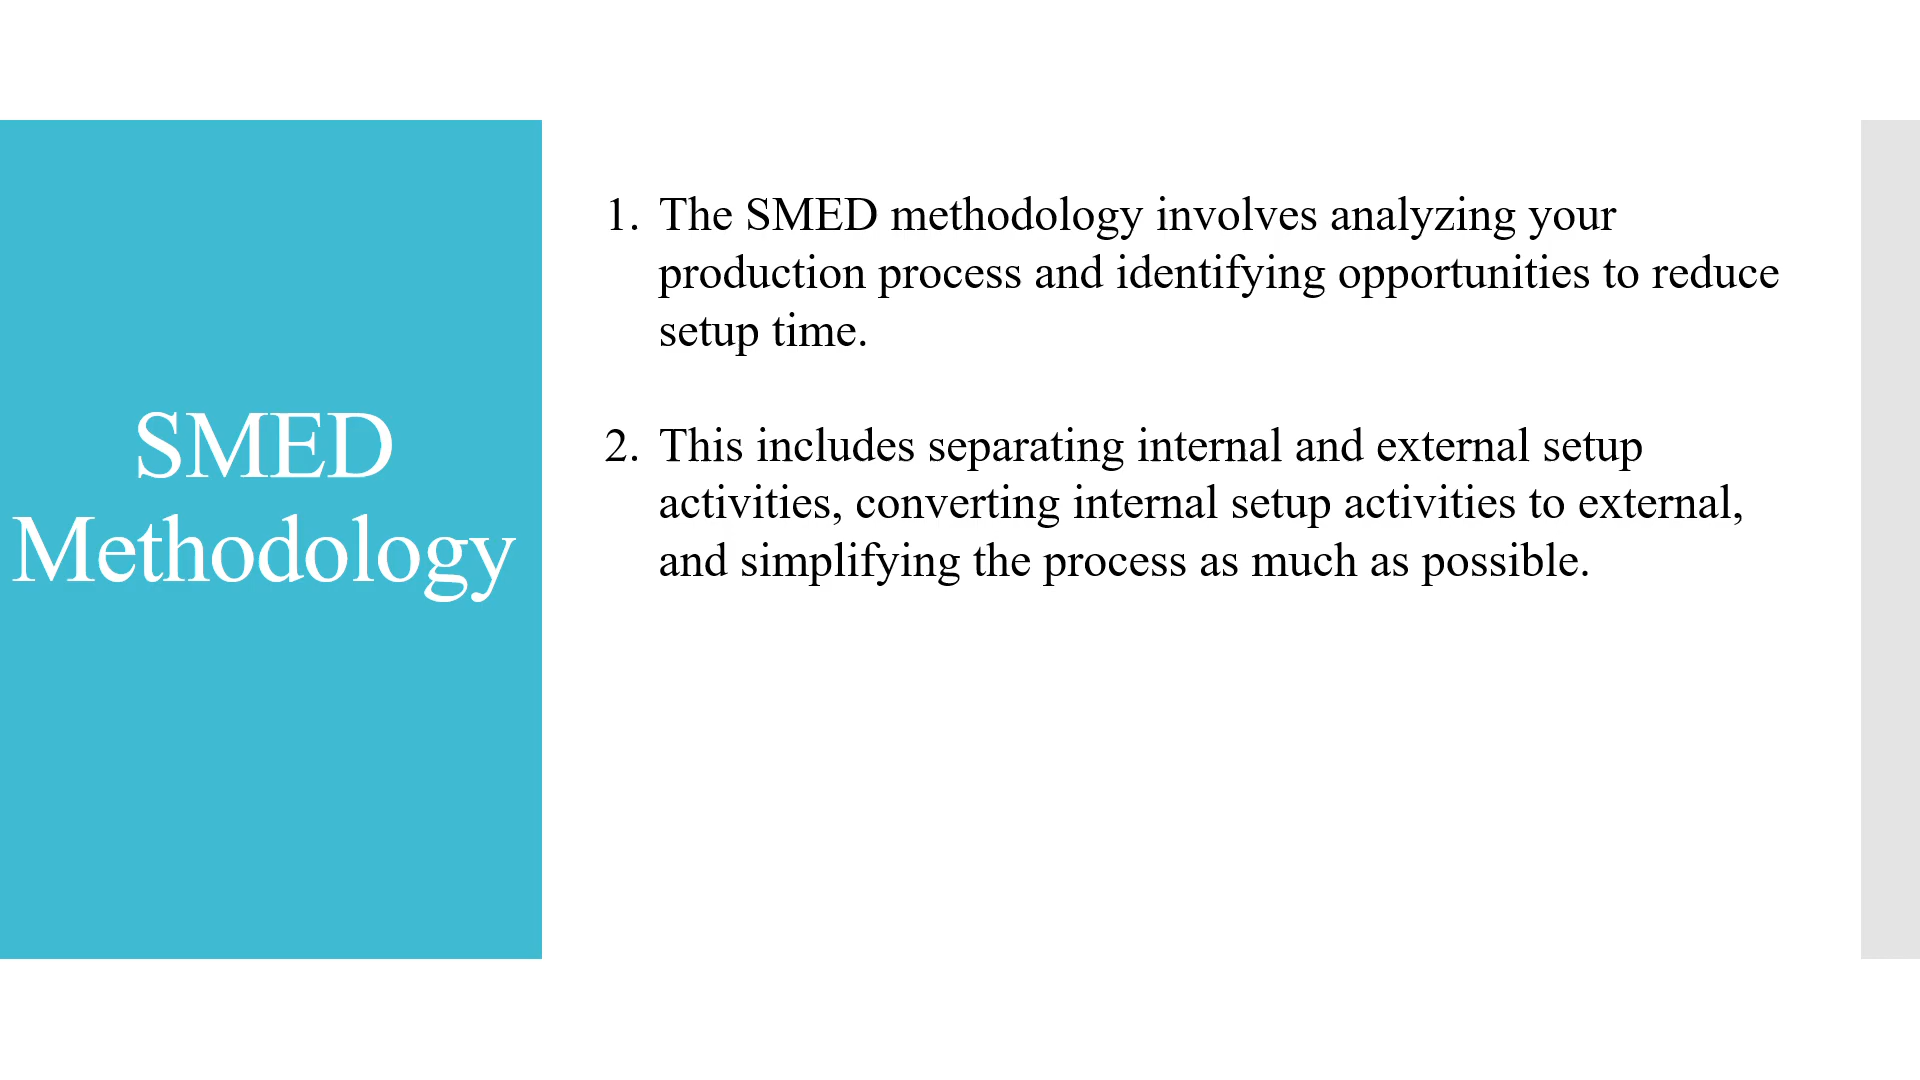 SMED
Methodology
1. The SMED methodology involves analyzing your
production process and identifying opportunities to reduce
setup time.
2. This includes separating internal and external setup
activities, converting internal setup activities to external,
and simplifying the process as much as possible.